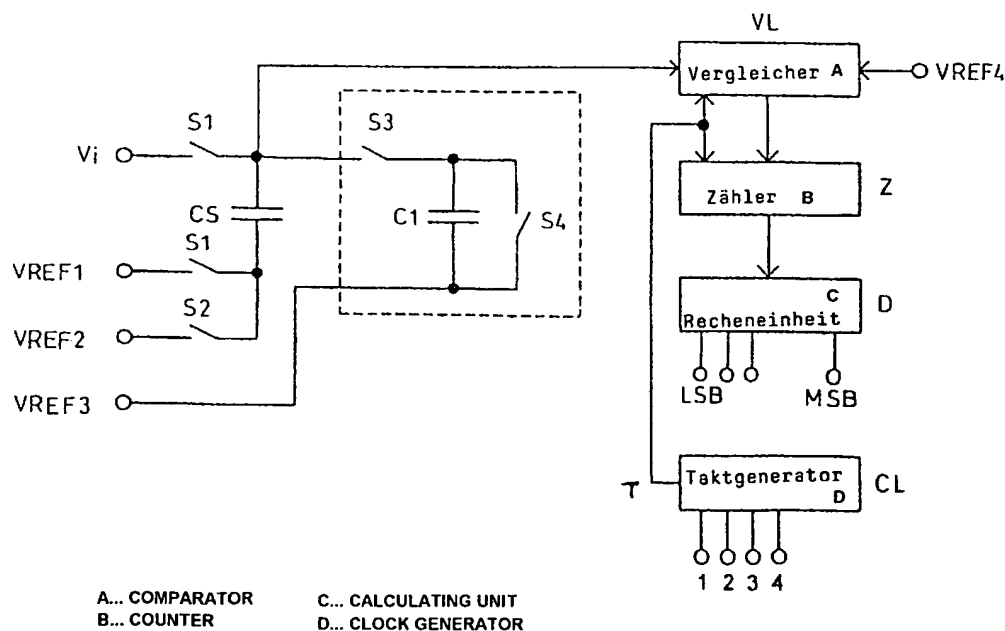 VL
Vergleicher A
VREF4
S1
S3
Vi
CS
C1
S4
Zähler B
Z
S1
VREF1
S2
VREF2
VREF3
C
Recheneinheit
D
LSB
MSB
T
Taktgenerator
D
CL
1 2 3 4
A... COMPARATOR
B... COUNTER
C... CALCULATING UNIT
D... CLOCK GENERATOR